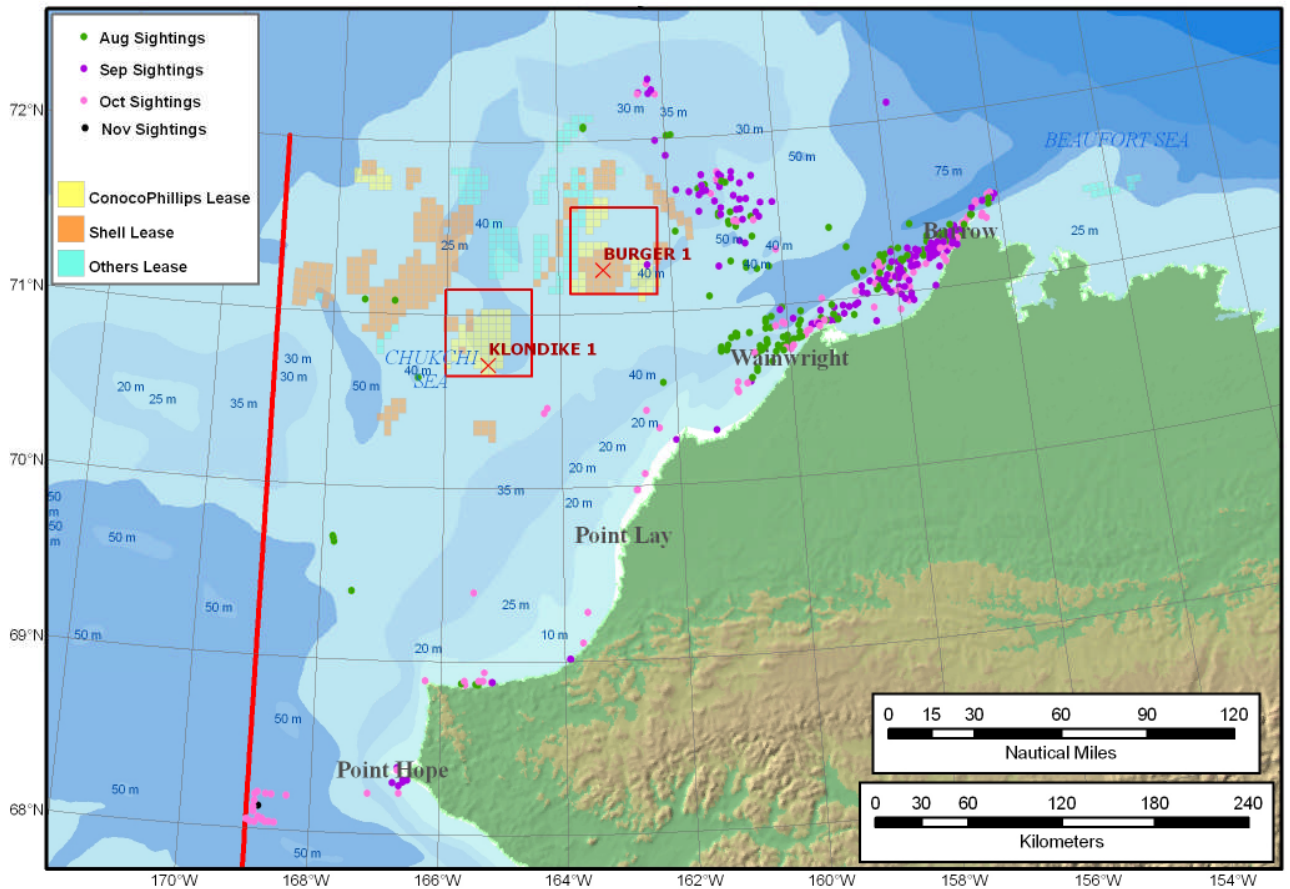 Aug Sightings
Sep Sightings
Oct Sightings
Nov Sightings
ConocoPhillips Lease
Shell Lease
Others Lease
72°N
71°N
70°N
69°N
68°N
30 m
35 m
30 m
50 m
BEAUFORT SEA
75 m
40 m
25 m
50 m
40 m
Barrow
25 m
BURGER 1
40 m
40 m
KLONDIKE 1
CHUKCHI
SEA
40 m
30 m
30 m
50 m
20 m
25 m
35 m
Wainwright
40 m
20 m
20 m
20 m
20 m
35 m
50
m
50
m
50 m
Point Lay
50 m
25 m
50 m
10 m
20 m
50 m
0 15 30 60 90 120
Nautical Miles
Point Hope
50 m
50 m
0 30 60 120 180 240
Kilometers
170°W 168°W 166°W 164°W 162°W 160°W 158°W 156°W 154°W